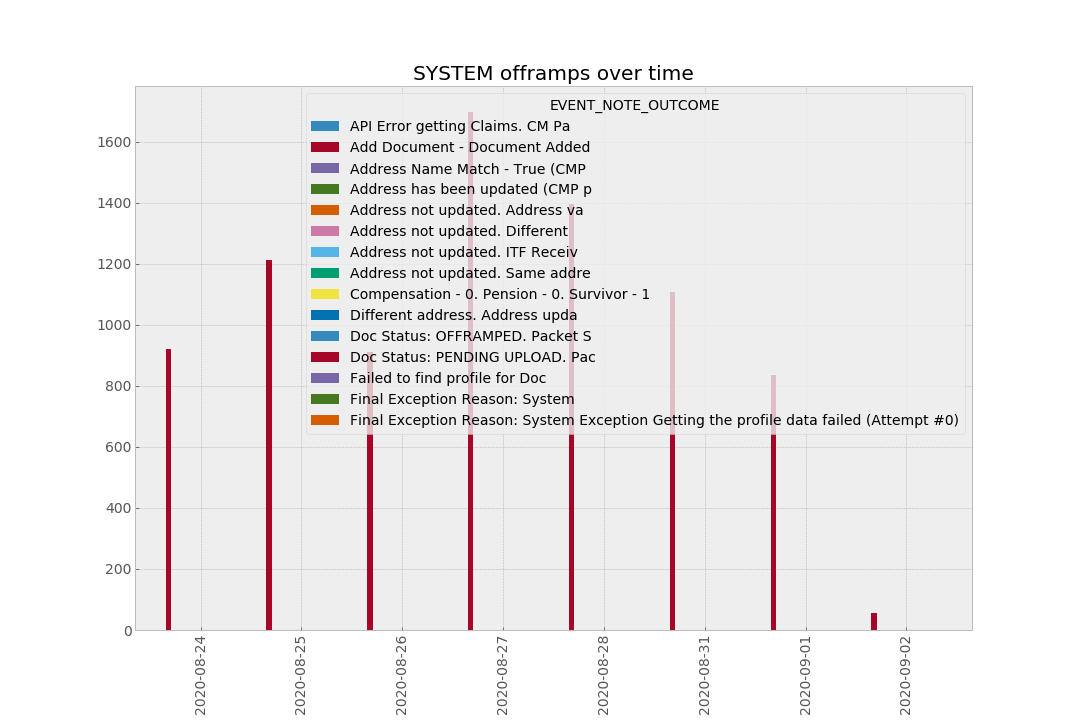 SYSTEM offramps over time
EVENT_NOTE_OUTCOME
API Error getting Claims. CM Pa
Add Document - Document Added
Address Name Match - True (CMP
Address has been updated (CMP p
Address not updated. Address va
Address not updated. Different
Address not updated. ITF Receiv
Address not updated. Same addre
Compensation - 0. Pension - 0. Survivor - 1
Different address. Address upda
Doc Status: OFFRAMPED. Packet S
Doc Status: PENDING UPLOAD. Pac
Failed to find profile for Doc
Final Exception Reason: System
Final Exception Reason: System Exception Getting the profile data failed (Attempt #0)
1600
1400
1200
1000
800
600
400
200
0
2020-08-24
2020-08-25
2020-08-26
2020-08-27
2020-08-28
2020-08-31
2020-09-01
2020-09-02